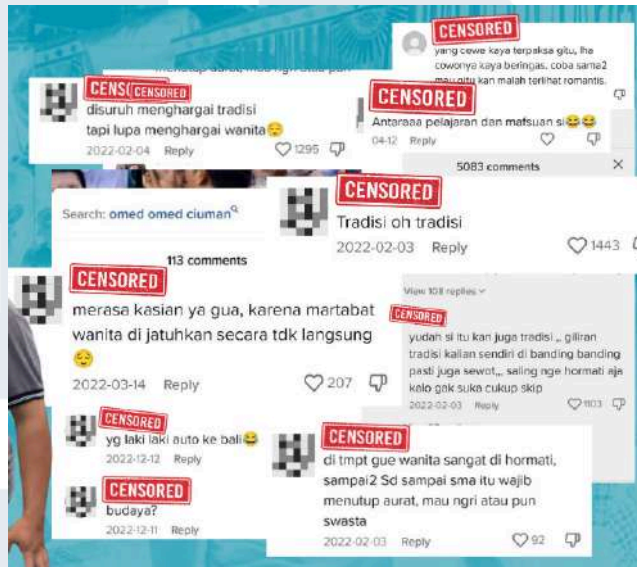 CENSORED
yang cewe kaya terpaksa gitu, lha
cowonya kaya beringas, coba sama2
mau gitu kan malah terlihat romantis.
menutup aurat, mau ngri atau pun
CENSORED
disuruh menghargai tradisi
tapi lupa menghargai wanita😌
2022-02-04 Reply 1295
CENSORED
Antaraaa pelajaran dan mafsuan si😂😂
04-12 Reply
5083 comments
CENSORED
Tradisi oh tradisi
2022-02-03 Reply 1443
Search: omed omed ciuman
113 comments
CENSORED
merasa kasian ya gua, karena martabat
wanita di jatuhkan secara tdk langsung
😌
2022-03-14 Reply 207
View 108 replies
CENSORED
yudah si itu kan juga tradisi ,, giliran
tradisi kalian sendiri di banding banding
pasti juga sewot,,, saling nge hormati aja
kalo gak suka cukup skip
2022-02-03 Reply 1103
CENSORED
yg laki laki auto ke bali😂
2022-12-12 Reply
CENSORED
budaya?
2022-12-11 Reply
CENSORED
di tmpt gue wanita sangat di hormati,
sampai2 Sd sampai sma itu wajib
menutup aurat, mau ngri atau pun
swasta
2022-02-03 Reply 92